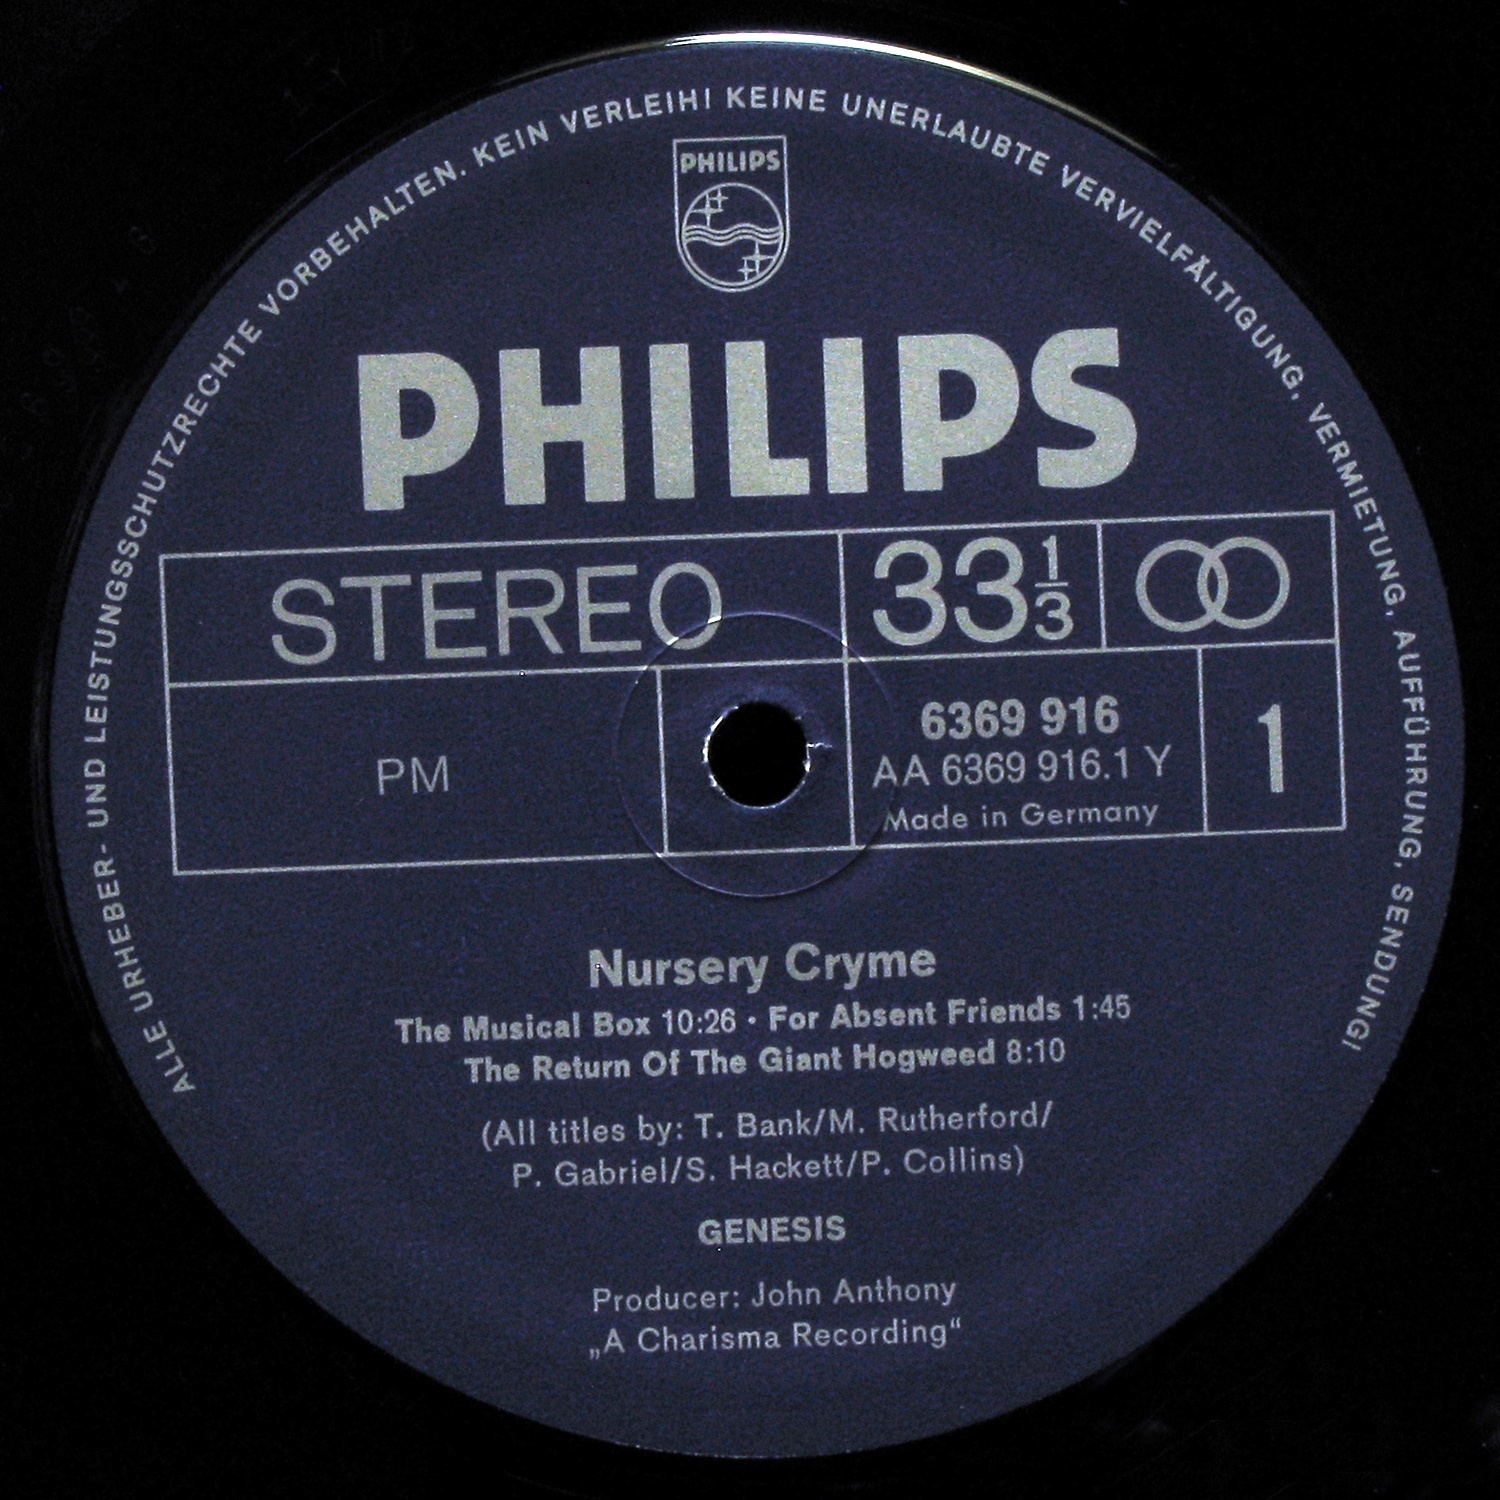 ALLE URHEBER- UND LEISTUNGSSCHUTZRECHTE VORBEHALTEN. KEIN VERLEIH! KEINE UNERLAUBTE VERVIELFÄLTIGUNG, VERMIETUNG, AUFFÜHRUNG, SENDUNG!
PHILIPS
PHILIPS
STEREO
33 1/3
PM
6369 916
AA 6369 916.1 Y
Made in Germany
1
Nursery Cryme
The Musical Box 10:26 • For Absent Friends 1:45
The Return Of The Giant Hogweed 8:10
(All titles by: T. Bank/M. Rutherford/
P. Gabriel/S. Hackett/P. Collins)
GENESIS
Producer: John Anthony
„A Charisma Recording“